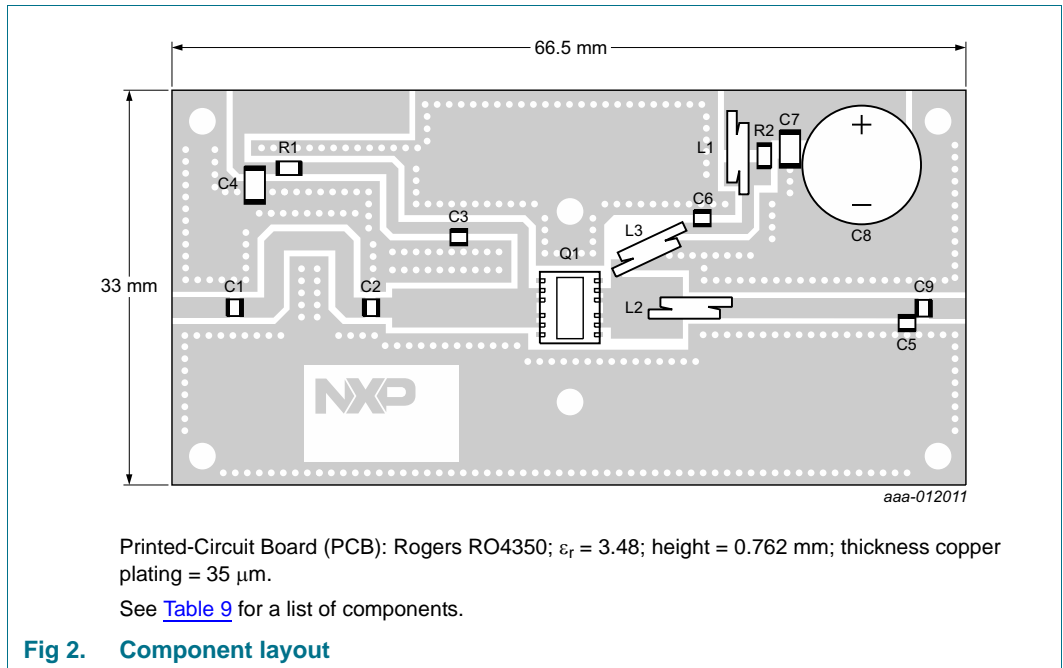 66.5 mm
C7
R2
L1
R1
C4
C6
C3
L3
C8
Q1
33 mm
C1
C2
L2
C9
C5
NXP
aaa-012011
Printed-Circuit Board (PCB): Rogers RO4350; εr = 3.48; height = 0.762 mm; thickness copper
plating = 35 μm.
See Table 9 for a list of components.
Fig 2. Component layout